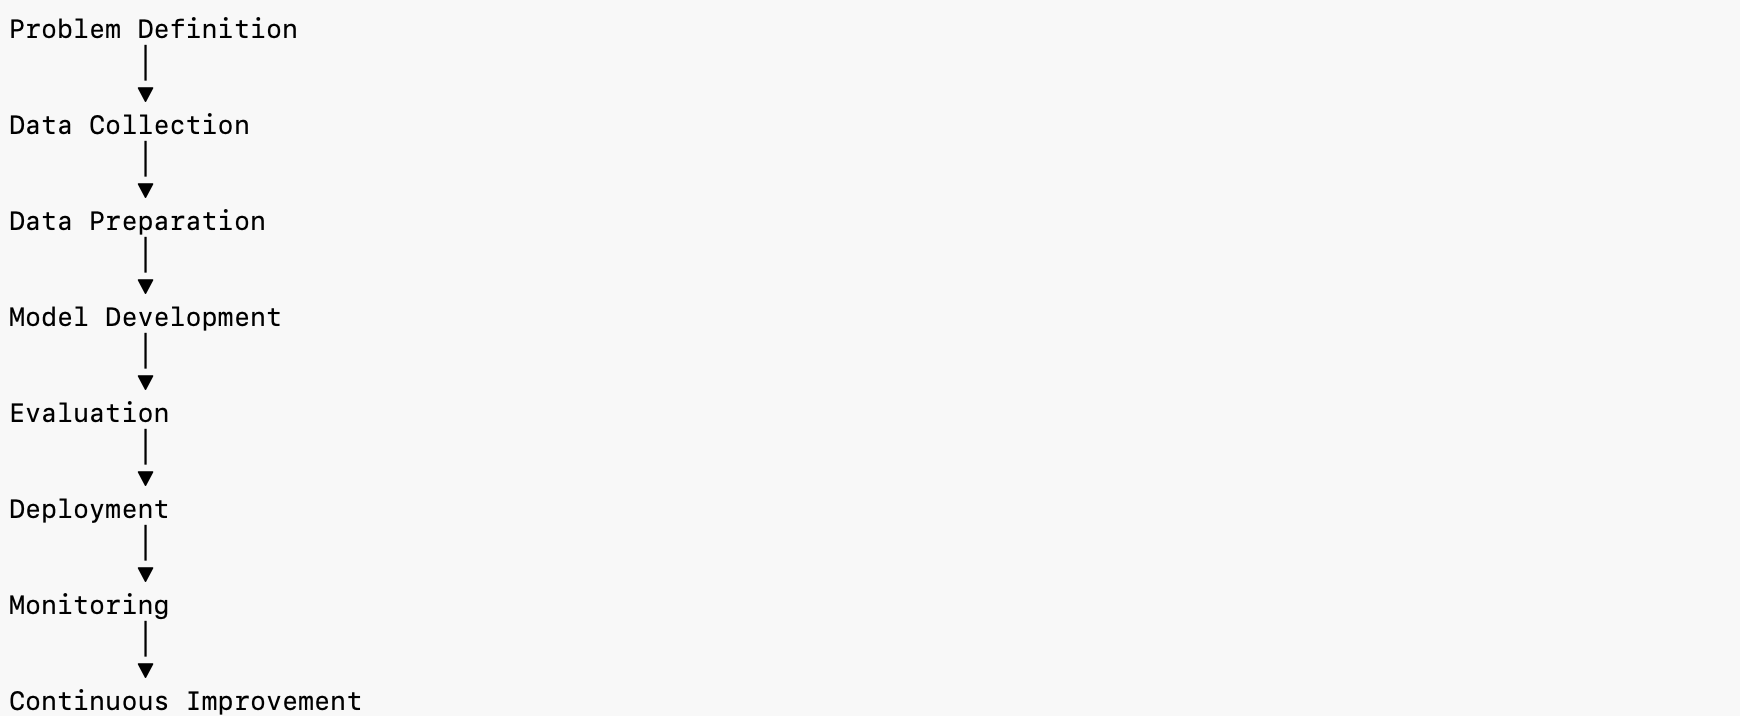 Problem Definition
Data Collection
Data Preparation
Model Development
Evaluation
Deployment
Monitoring
Continuous Improvement